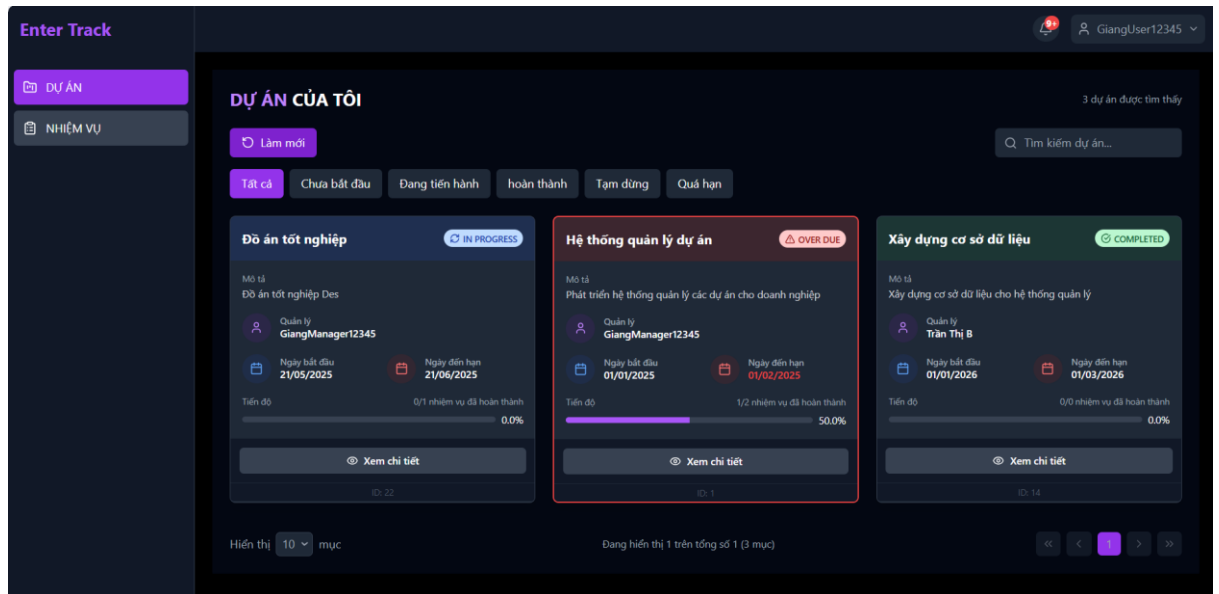 Enter Track
9+
GiangUser12345
DỰ ÁN
NHIỆM VỤ
DỰ ÁN CỦA TÔI
3 dự án được tìm thấy
Làm mới
Tìm kiếm dự án...
Tất cả
Chưa bắt đầu
Đang tiến hành
hoàn thành
Tạm dừng
Quá hạn
Đồ án tốt nghiệp
IN PROGRESS
Mô tả
Đồ án tốt nghiệp Des
Quản lý
GiangManager12345
Ngày bắt đầu
21/05/2025
Ngày đến hạn
21/06/2025
Tiến độ
0/1 nhiệm vụ đã hoàn thành
0.0%
Xem chi tiết
ID: 22
Hệ thống quản lý dự án
OVER DUE
Mô tả
Phát triển hệ thống quản lý các dự án cho doanh nghiệp
Quản lý
GiangManager12345
Ngày bắt đầu
01/01/2025
Ngày đến hạn
01/02/2025
Tiến độ
1/2 nhiệm vụ đã hoàn thành
50.0%
Xem chi tiết
ID: 1
Xây dựng cơ sở dữ liệu
COMPLETED
Mô tả
Xây dựng cơ sở dữ liệu cho hệ thống quản lý
Quản lý
Trần Thị B
Ngày bắt đầu
01/01/2026
Ngày đến hạn
01/03/2026
Tiến độ
0/0 nhiệm vụ đã hoàn thành
0.0%
Xem chi tiết
ID: 14
Hiển thị 10 mục
Đang hiển thị 1 trên tổng số 1 (3 mục)
« < 1 > »